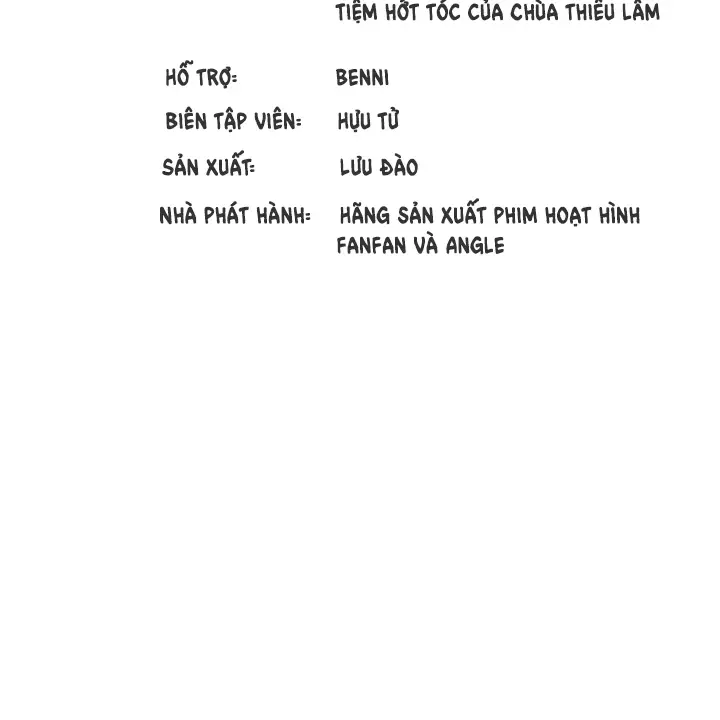 TIỆM HỚT TÓC CỦA CHÙA THIẾU LÂM
HỖ TRỢ: BENNI
BIÊN TẬP VIÊN: HỰU TỬ
SẢN XUẤT: LƯU ĐÀO
NHÀ PHÁT HÀNH: HÃNG SẢN XUẤT PHIM HOẠT HÌNH
FANFAN VÀ ANGLE